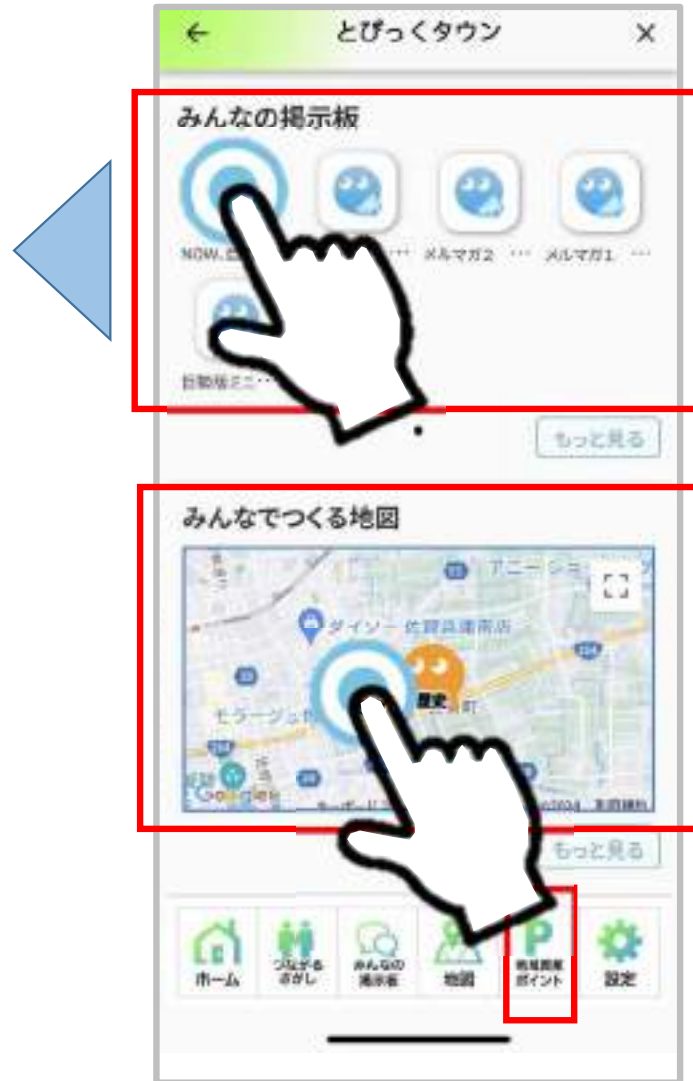 とぴっくタウン
みんなの掲示板
メルマガ2 …
メルマガ1 …
もっと見る
みんなでつくる地図
ダイソー 佐賀兵庫南店
歴史
もっと見る
ホーム
つながる
さがし
みんなの
掲示板
地図
ポイント
設定